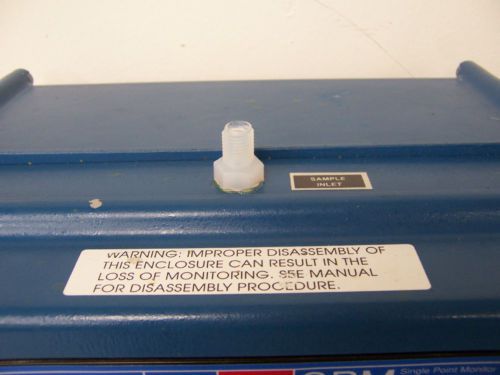 SAMPLE
INLET
WARNING: IMPROPER DISASSEMBLY OF
THIS ENCLOSURE CAN RESULT IN THE
LOSS OF MONITORING. SEE MANUAL
FOR DISASSEMBLY PROCEDURE.
SPM Single Point Monitor